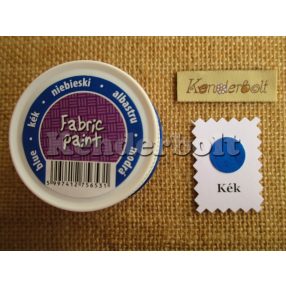 blue • kék • niebieski • albastru • modrá
Fabric
paint
5997412756531
Kenderbolt
Kék
Kenderbolt